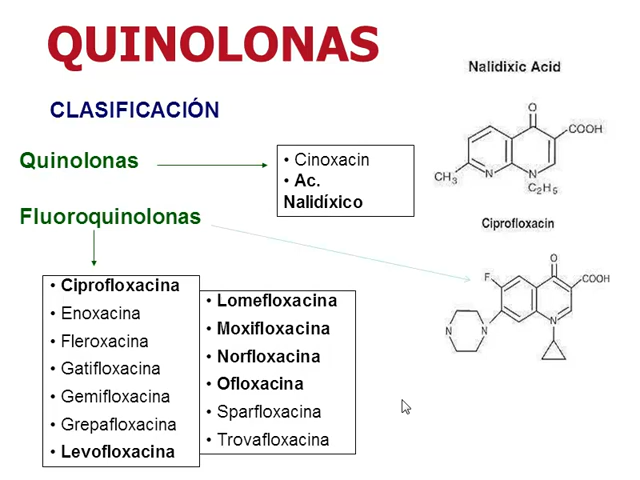 QUINOLONAS
CLASIFICACIÓN
Quinolonas
• Cinoxacin
• Ac.
Nalidíxico
Fluoroquinolonas
• Ciprofloxacina
• Enoxacina
• Fleroxacina
• Gatifloxacina
• Gemifloxacina
• Grepafloxacina
• Levofloxacina
• Lomefloxacina
• Moxifloxacina
• Norfloxacina
• Ofloxacina
• Sparfloxacina
• Trovafloxacina
Nalidixic Acid
O
COOH
CH₃
N
N
C₂H₅
Ciprofloxacin
O
F
COOH
N
N
N